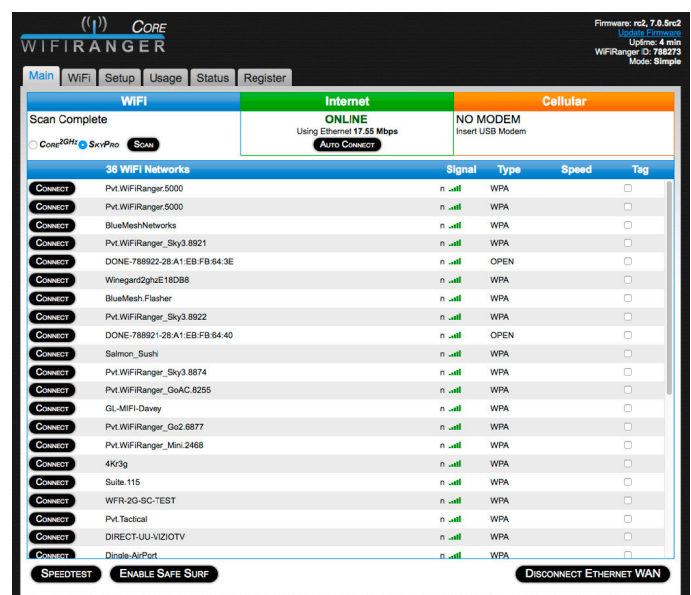 ((·)) CORE
WIFIRANGER
Firmware: rc2, 7.0.5rc2
Update Firmware
Uptime: 4 min
WiFiRanger ID: 788273
Mode: Simple
Main WiFi Setup Usage Status Register
WiFi Internet Cellular
Scan Complete ONLINE NO MODEM
Using Ethernet 17.55 Mbps Insert USB Modem
CORE 2GHz SKYPRO SCAN AUTO CONNECT
36 WiFi Networks Signal Type Speed Tag
CONNECT Pvt.WiFiRanger.5000 n WPA
CONNECT Pvt.WiFiRanger.5000 n WPA
CONNECT BlueMeshNetworks n WPA
CONNECT Pvt.WiFiRanger_Sky3.8921 n WPA
CONNECT DONE-788922-28:A1:EB:FB:64:3E n OPEN
CONNECT Winegard2ghzE18DB8 n WPA
CONNECT BlueMesh.Flasher n WPA
CONNECT Pvt.WiFiRanger_Sky3.8922 n WPA
CONNECT DONE-788921-28:A1:EB:FB:64:40 n OPEN
CONNECT Salmon_Sushi n WPA
CONNECT Pvt.WiFiRanger_Sky3.8874 n WPA
CONNECT Pvt.WiFiRanger_GoAC.8255 n WPA
CONNECT GL-MIFI-Davey n WPA
CONNECT Pvt.WiFiRanger_Go2.6877 n WPA
CONNECT Pvt.WiFiRanger_Mini.2468 n WPA
CONNECT 4Kr3g n WPA
CONNECT Suite.115 n WPA
CONNECT WFR-2G-SC-TEST n WPA
CONNECT Pvt.Tactical n WPA
CONNECT DIRECT-UU-VIZIOTV n WPA
CONNECT Dingle-AirPort n WPA
SPEEDTEST ENABLE SAFE SURF DISCONNECT ETHERNET WAN